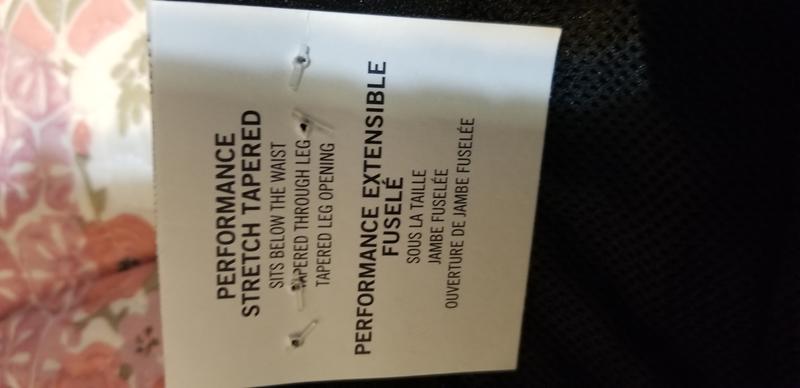 PERFORMANCE
STRETCH TAPERED
SITS BELOW THE WAIST
TAPERED THROUGH LEG
TAPERED LEG OPENING
PERFORMANCE EXTENSIBLE
FUSELÉ
SOUS LA TAILLE
JAMBE FUSELÉE
OUVERTURE DE JAMBE FUSELÉE